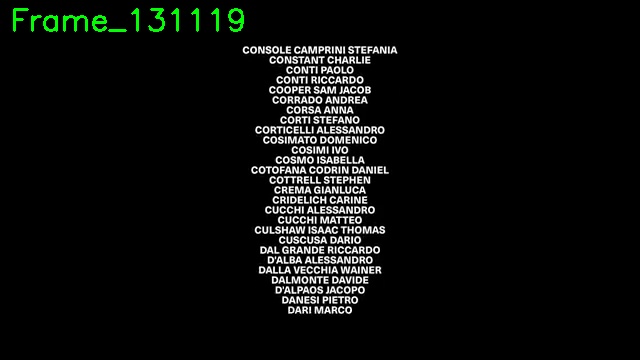 Frame_131119
CONSOLE CAMPRINI STEFANIA
CONSTANT CHARLIE
CONTI PAOLO
CONTI RICCARDO
COOPER SAM JACOB
CORRADO ANDREA
CORSA ANNA
CORTI STEFANO
CORTICELLI ALESSANDRO
COSIMATO DOMENICO
COSIMI IVO
COSMO ISABELLA
COTOFANA CODRIN DANIEL
COTTRELL STEPHEN
CREMA GIANLUCA
CRIDELICH CARINE
CUCCHI ALESSANDRO
CUCCHI MATTEO
CULSHAW ISAAC THOMAS
CUSCUSA DARIO
DAL GRANDE RICCARDO
D'ALBA ALESSANDRO
DALLA VECCHIA WAINER
DALMONTE DAVIDE
D'ALPAOS JACOPO
DANESI PIETRO
DARI MARCO